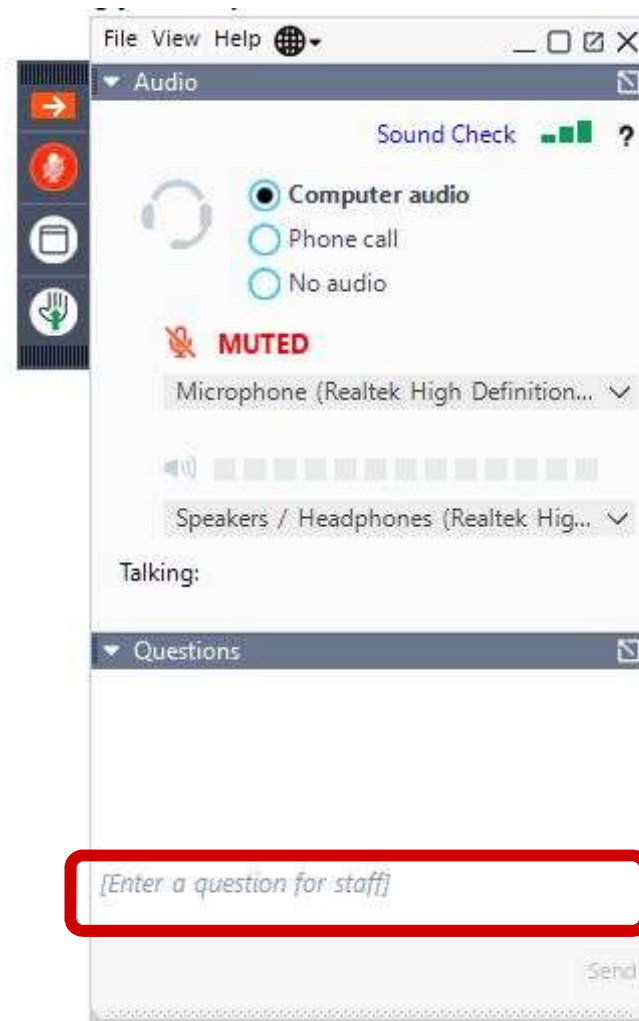 File View Help
Audio
Sound Check ?
Computer audio
Phone call
No audio
MUTED
Microphone (Realtek High Definition...
Speakers / Headphones (Realtek Hig...
Talking:
Questions
[Enter a question for staff]
Send